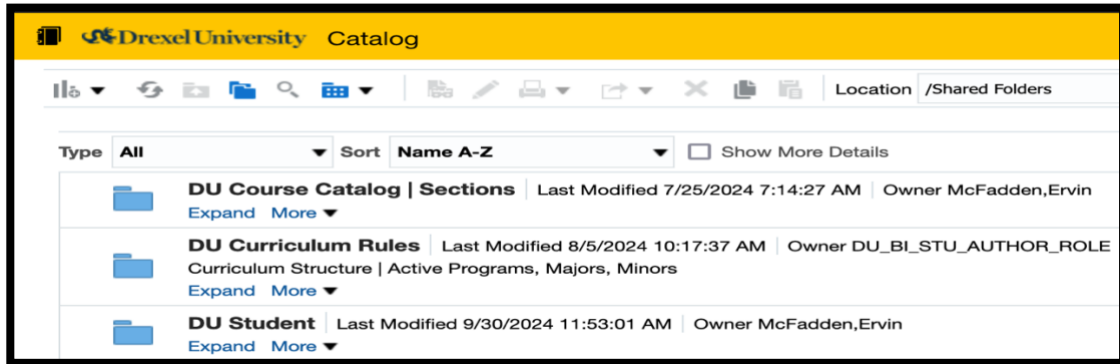 Drexel University Catalog
Location /Shared Folders
Type All Sort Name A-Z Show More Details
DU Course Catalog | Sections Last Modified 7/25/2024 7:14:27 AM Owner McFadden,Ervin
Expand More
DU Curriculum Rules Last Modified 8/5/2024 10:17:37 AM Owner DU_BI_STU_AUTHOR_ROLE
Curriculum Structure | Active Programs, Majors, Minors
Expand More
DU Student Last Modified 9/30/2024 11:53:01 AM Owner McFadden,Ervin
Expand More